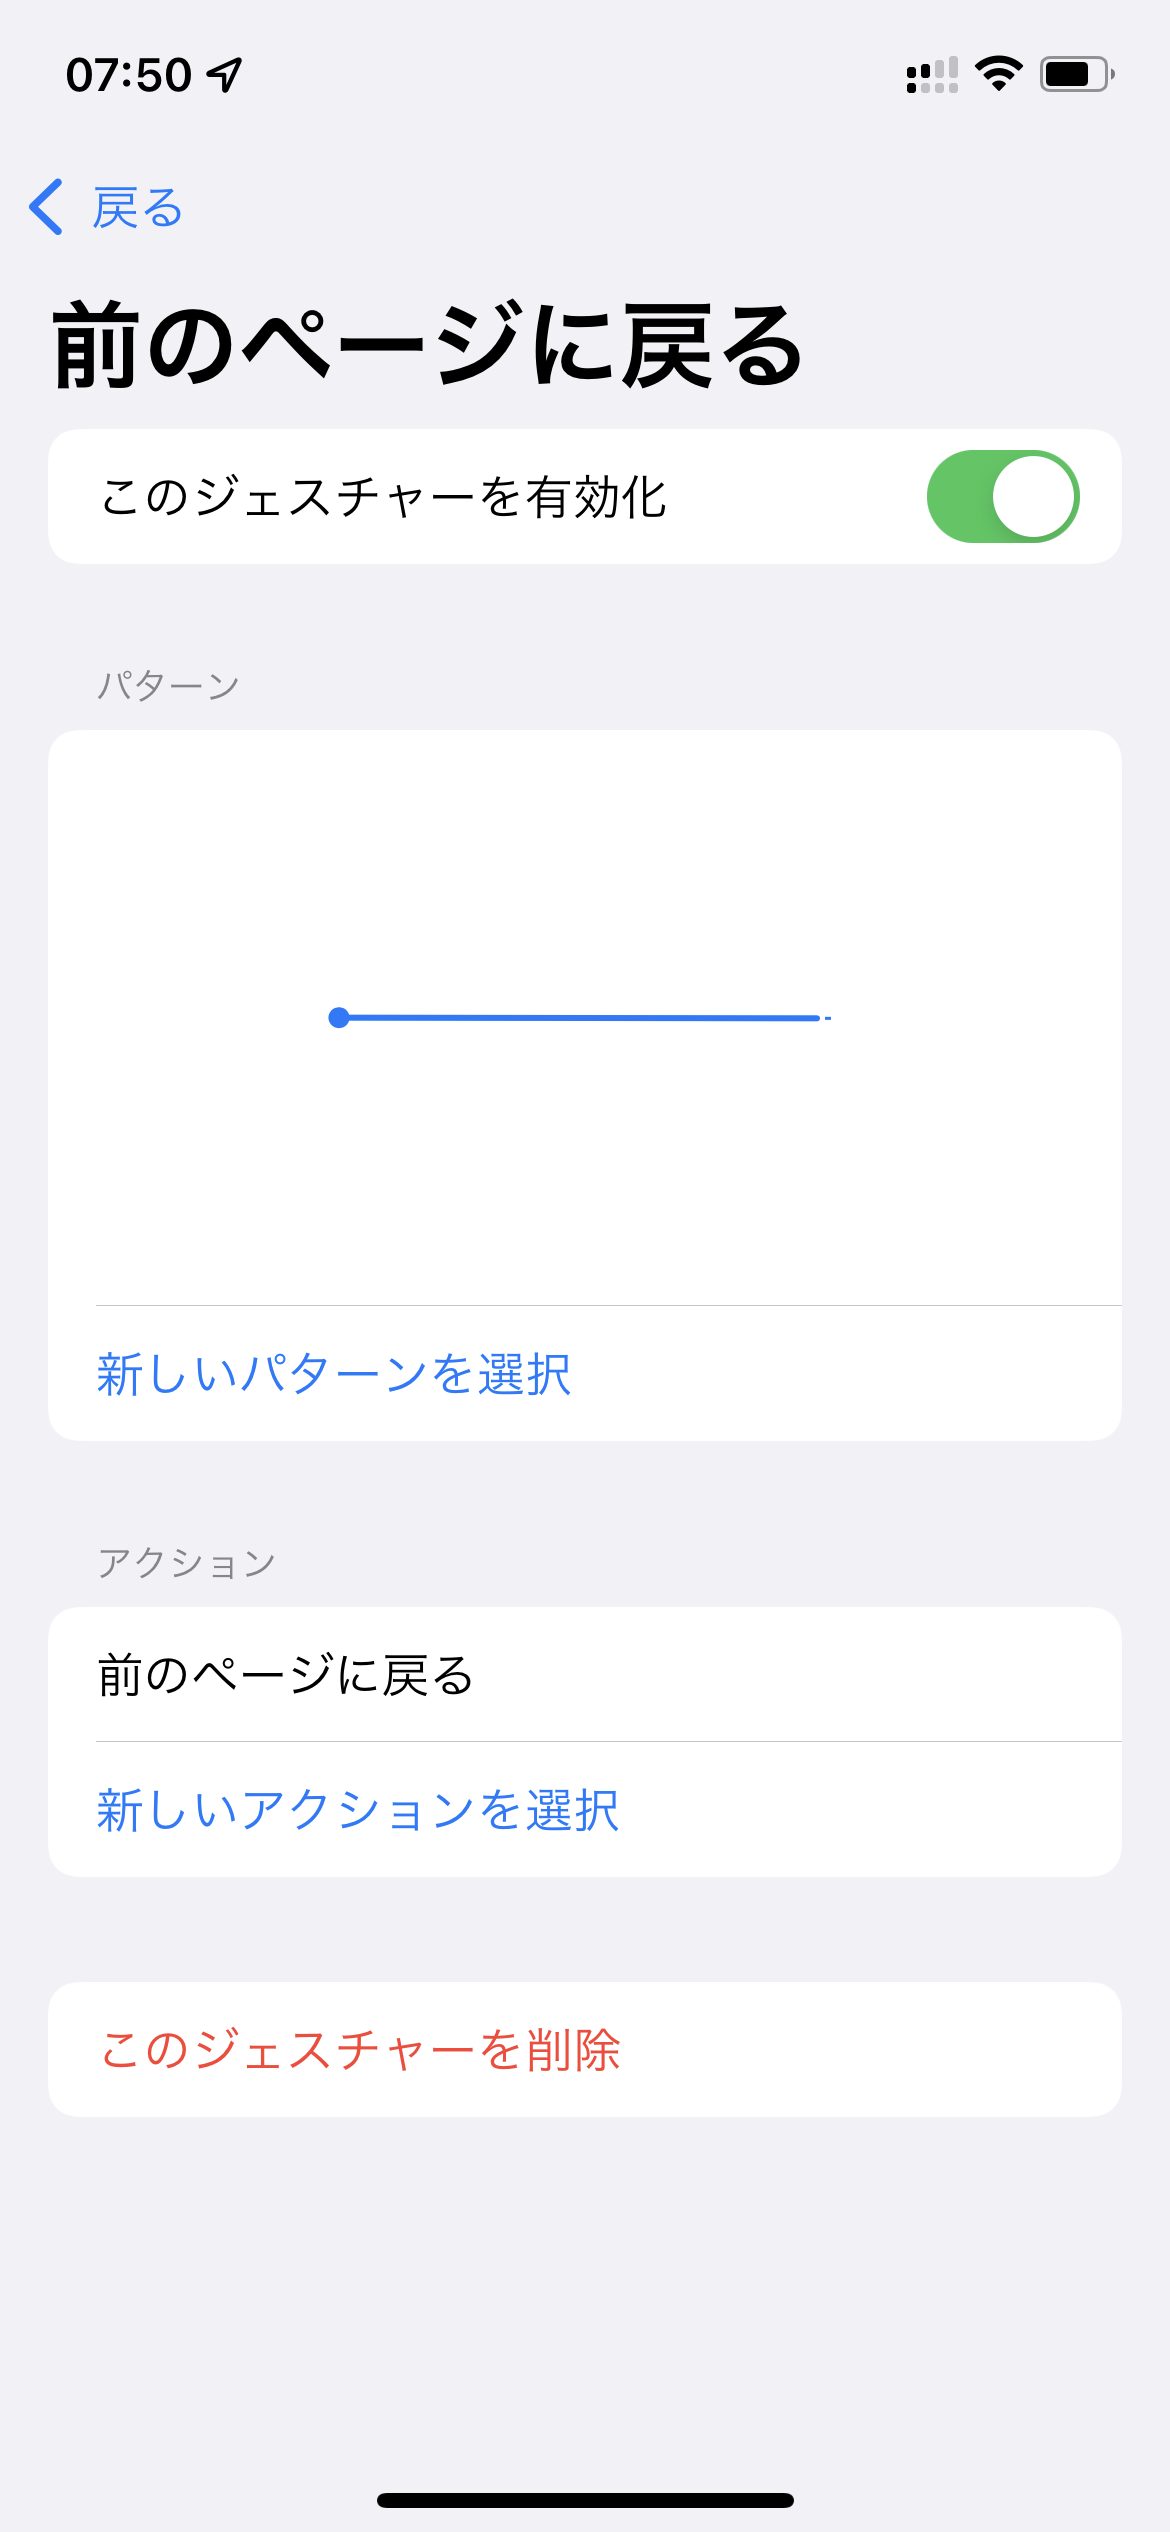 07:50
戻る
前のページに戻る
このジェスチャーを有効化
パターン
新しいパターンを選択
アクション
前のページに戻る
新しいアクションを選択
このジェスチャーを削除